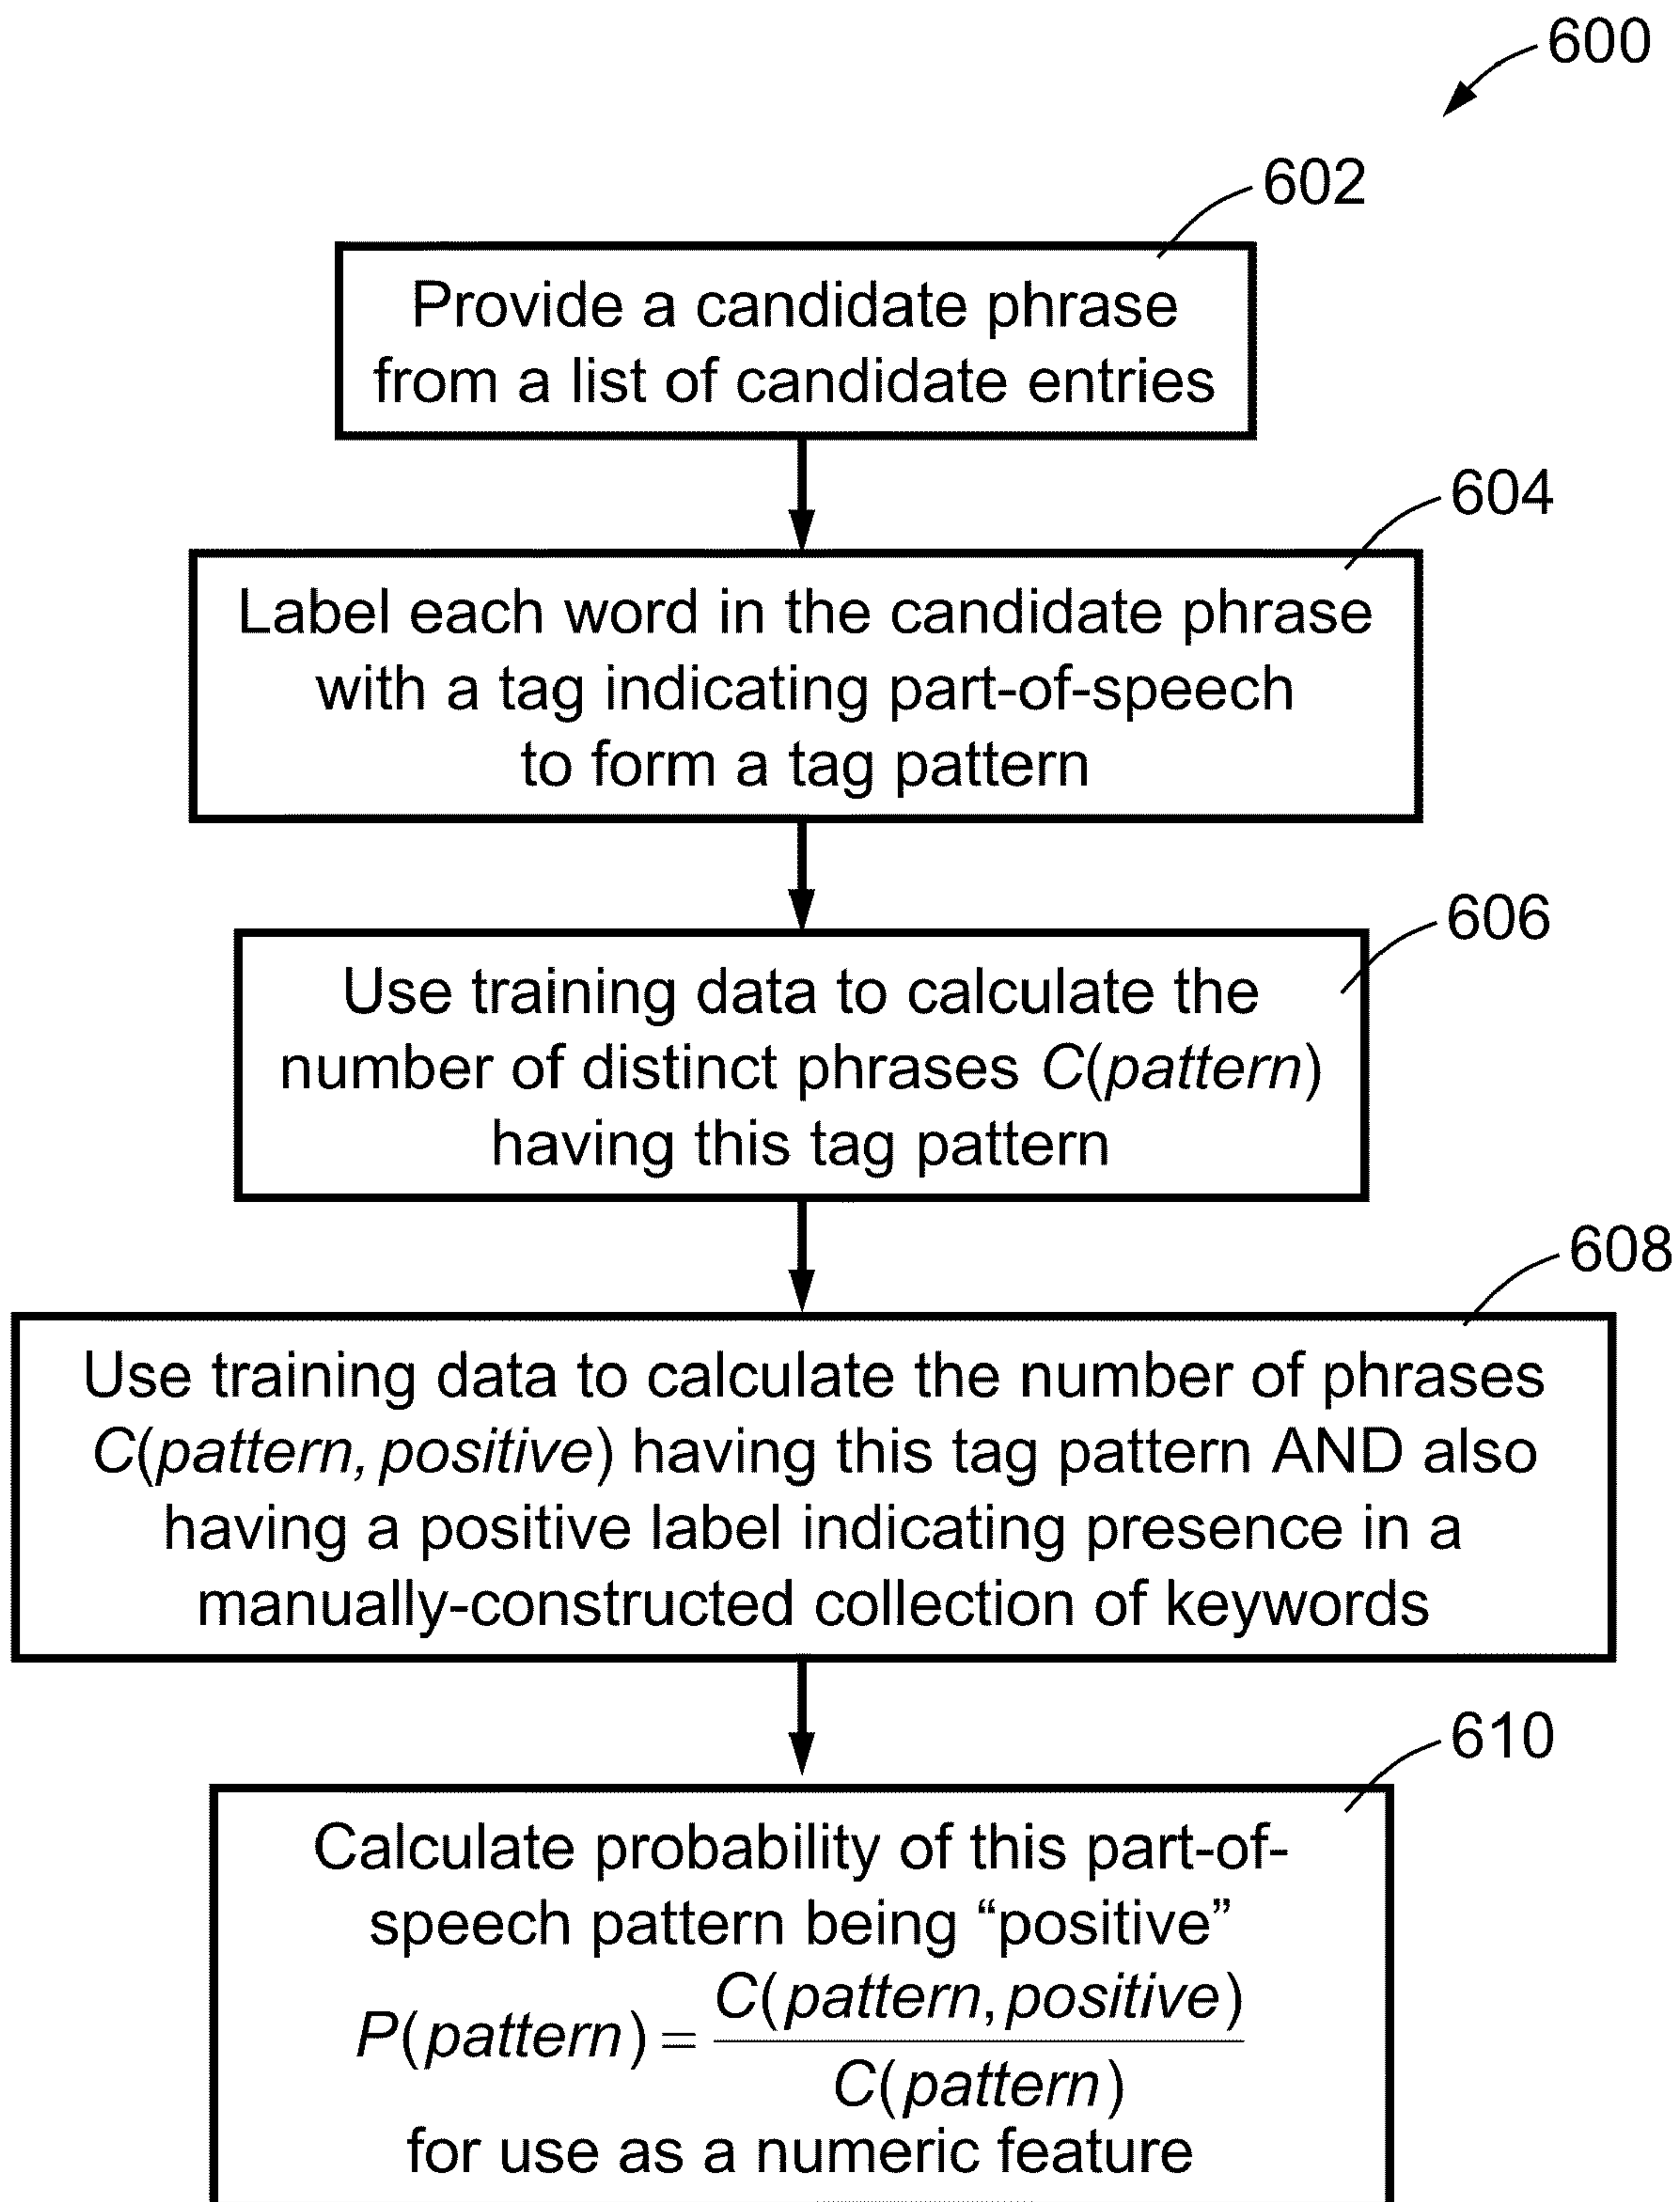 600
602
Provide a candidate phrase
from a list of candidate entries
604
Label each word in the candidate phrase
with a tag indicating part-of-speech
to form a tag pattern
606
Use training data to calculate the
number of distinct phrases C(pattern)
having this tag pattern
608
Use training data to calculate the number of phrases
C(pattern, positive) having this tag pattern AND also
having a positive label indicating presence in a
manually-constructed collection of keywords
610
Calculate probability of this part-of-
speech pattern being “positive”
P(pattern) = C(pattern, positive)
C(pattern)
for use as a numeric feature